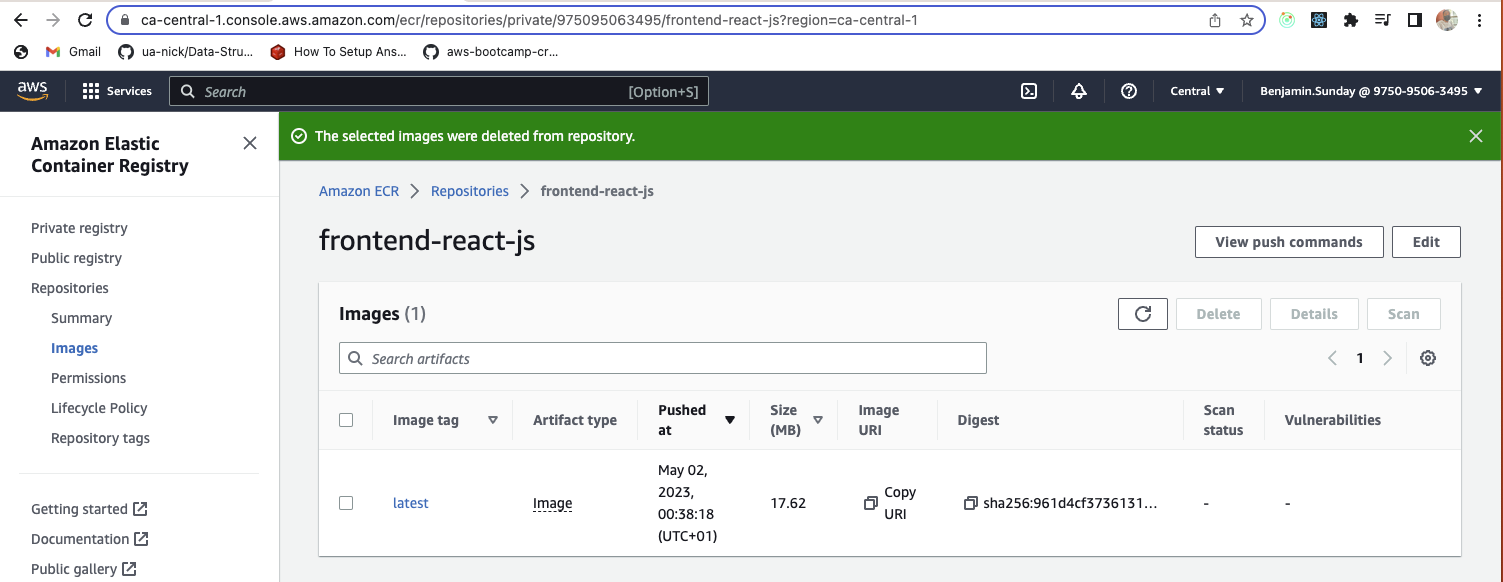 ca-central-1.console.aws.amazon.com/ecr/repositories/private/975095063495/frontend-react-js?region=ca-central-1
Gmail
ua-nick/Data-Stru...
How To Setup Ans...
aws-bootcamp-cr...
aws
Services
Search
[Option+S]
Central
Benjamin.Sunday @ 9750-9506-3495
Amazon Elastic
Container Registry
Private registry
Public registry
Repositories
Summary
Images
Permissions
Lifecycle Policy
Repository tags
Getting started
Documentation
Public gallery
The selected images were deleted from repository.
Amazon ECR
Repositories
frontend-react-js
frontend-react-js
View push commands
Edit
Images (1)
Delete
Details
Scan
Search artifacts
1
Image tag
Artifact type
Pushed
at
Size
(MB)
Image
URI
Digest
Scan
status
Vulnerabilities
latest
Image
May 02,
2023,
00:38:18
(UTC+01)
17.62
Copy
URI
sha256:961d4cf3736131...
-
-